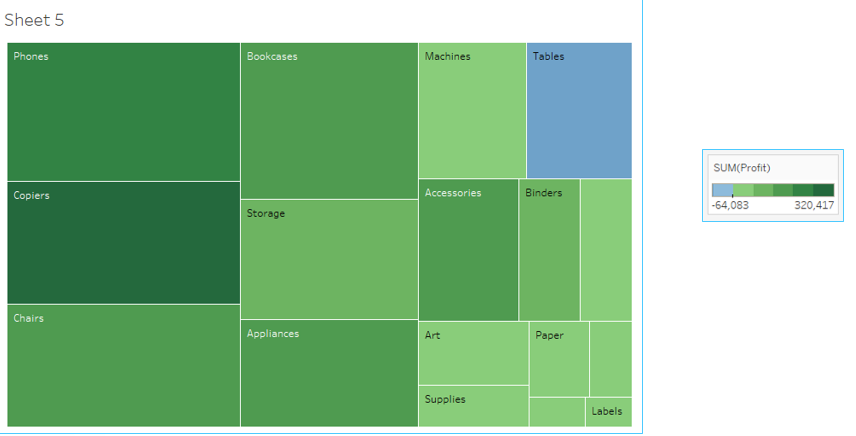 Sheet 5
Phones
Bookcases
Machines
Tables
SUM(Profit)
-64,083 320,417
Copiers
Accessories
Binders
Storage
Chairs
Appliances
Art
Paper
Supplies
Labels